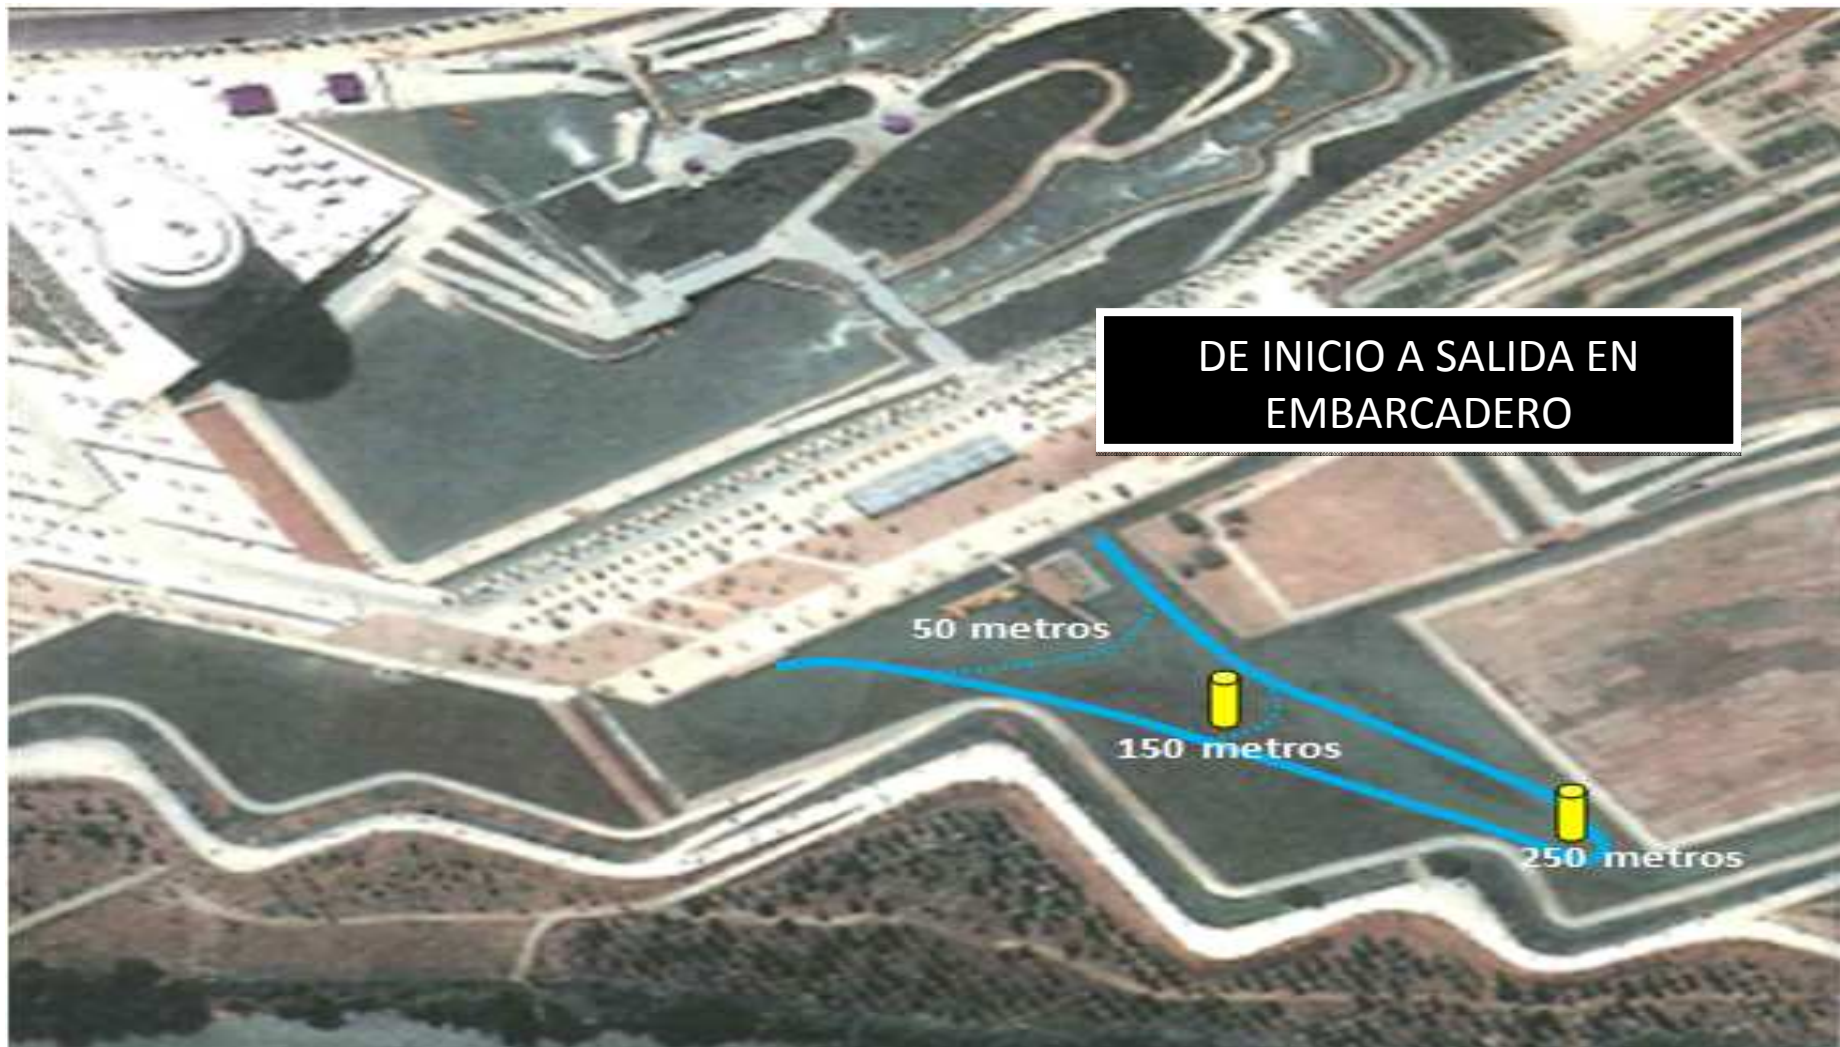 DE INICIO A SALIDA EN
EMBARCADERO
50 metros
150 metros
250 metros